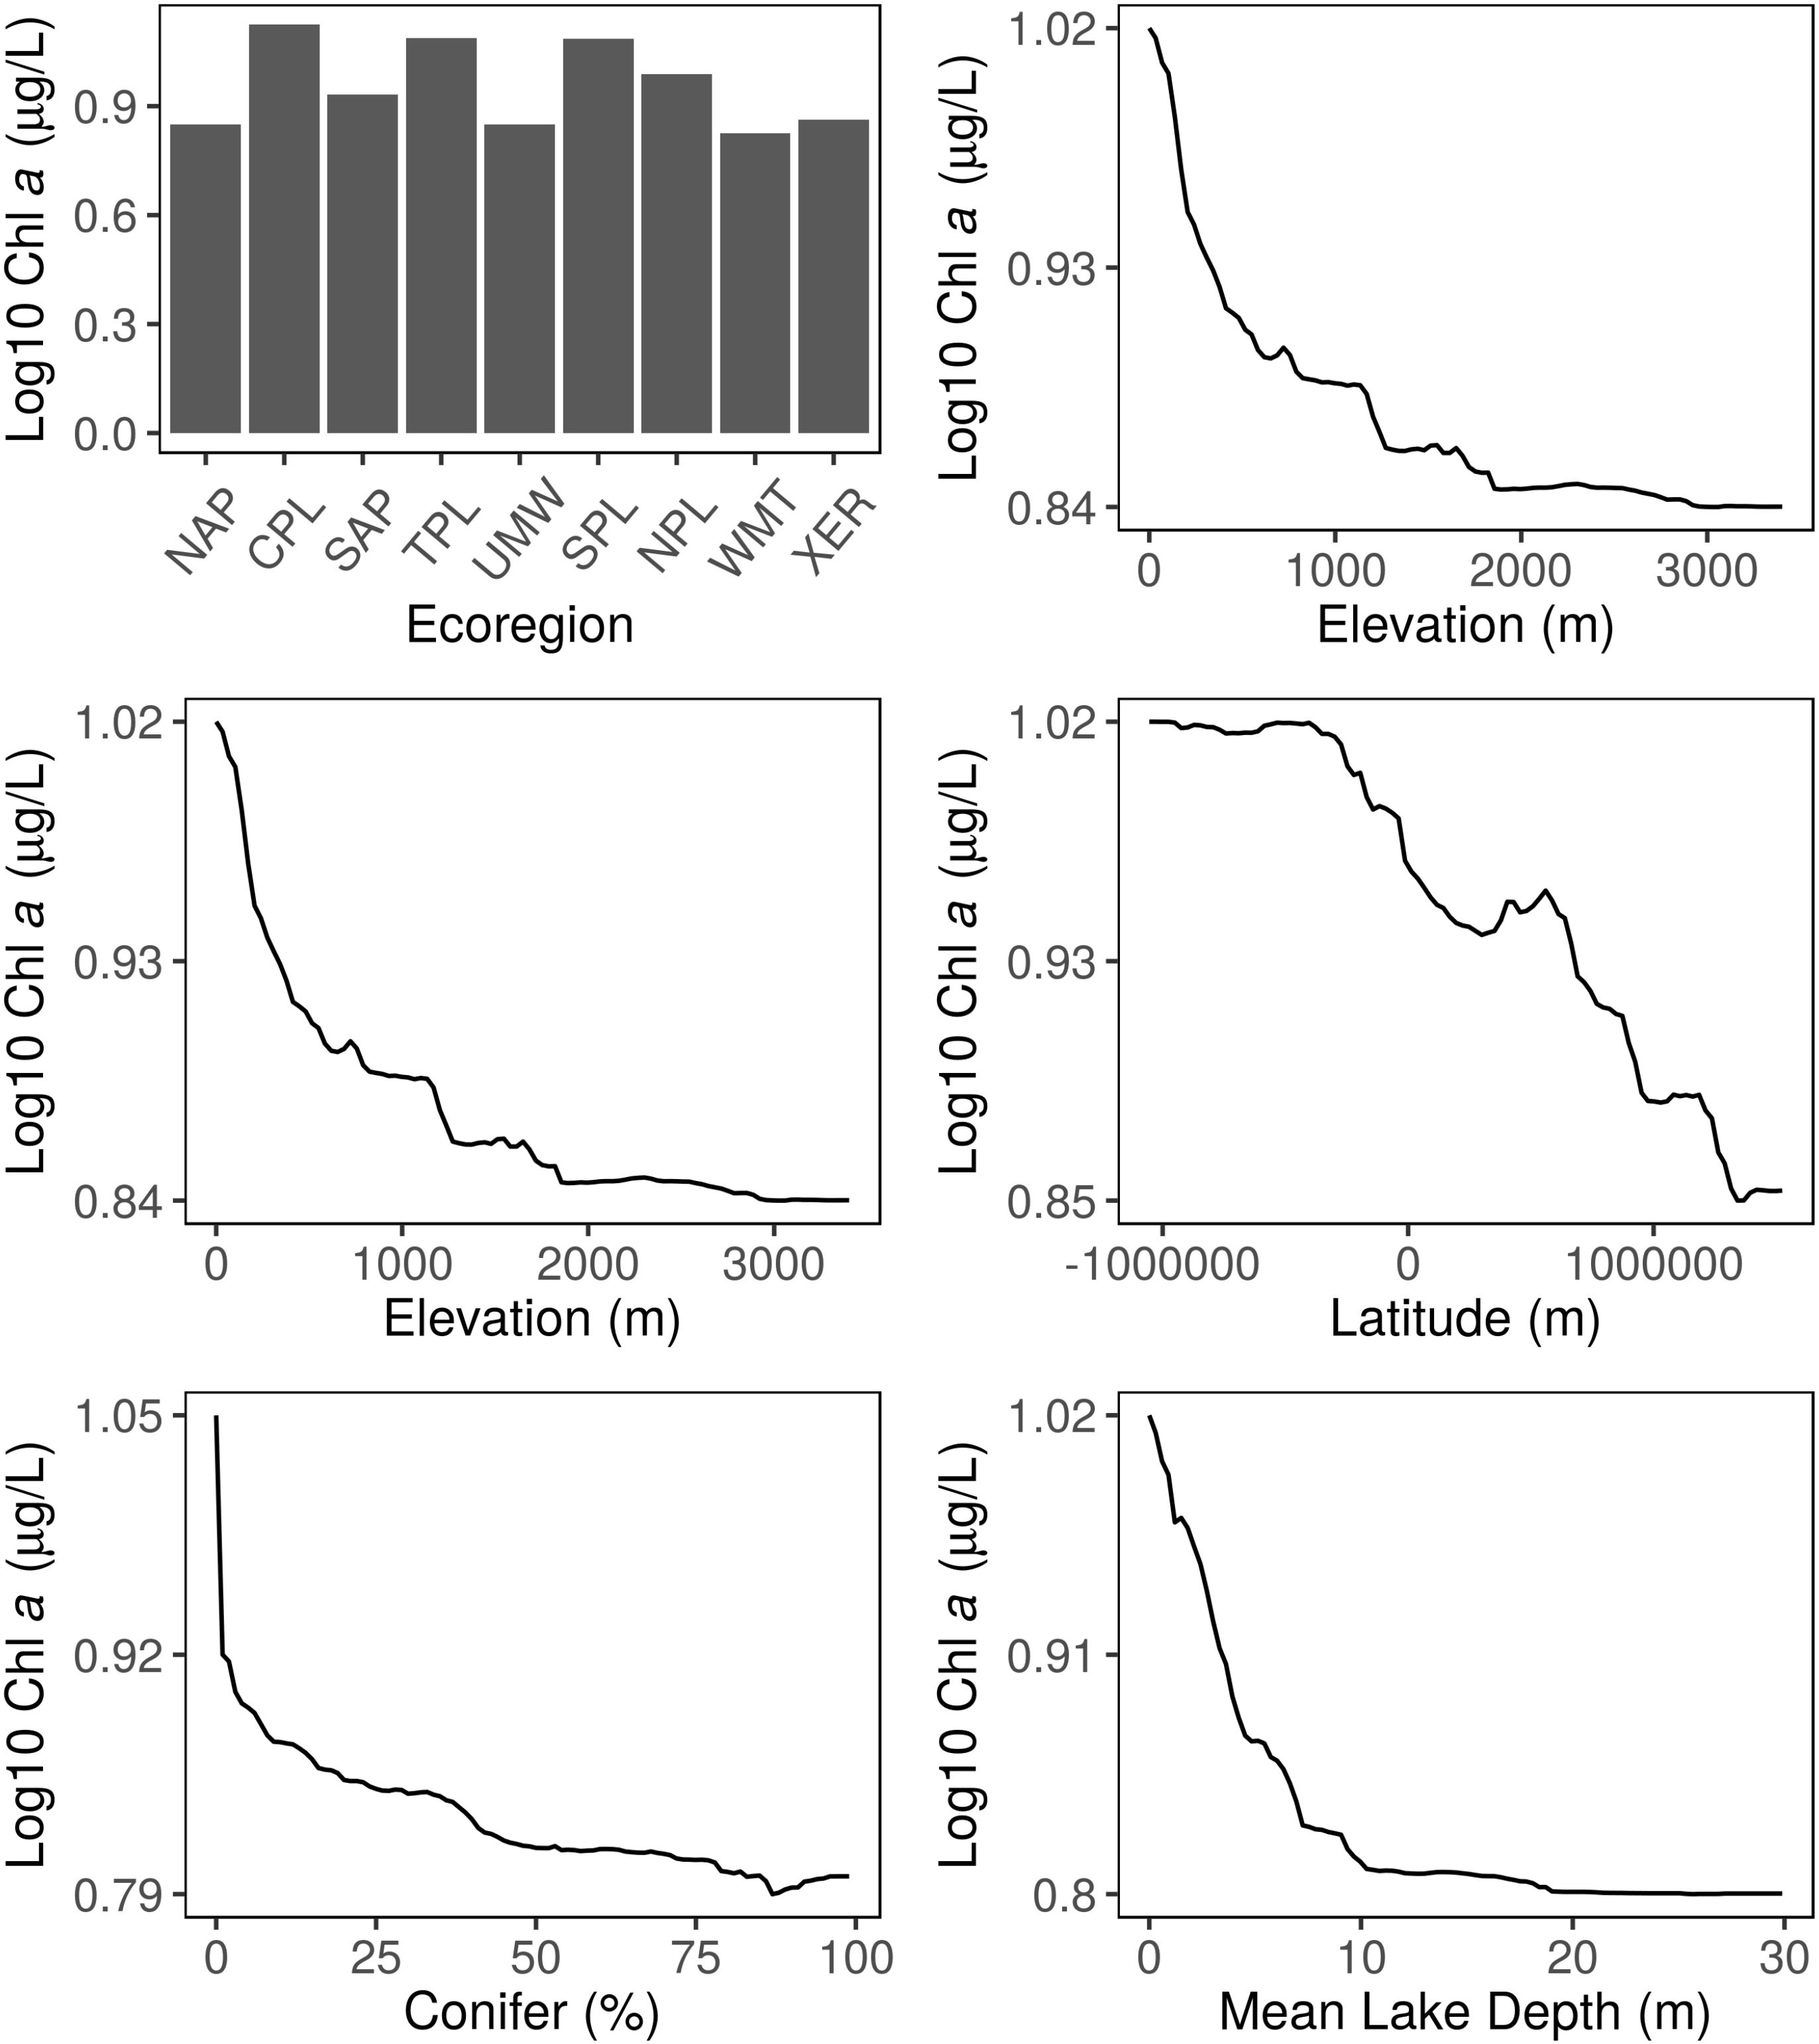 Log10 Chl a (µg/L)
0.9
0.6
0.3
0.0
NAP
CPL
SAP
TPL
UMW
SPL
NPL
WMT
XER
Ecoregion
Log10 Chl a (µg/L)
1.02
0.93
0.84
0
1000
2000
3000
Elevation (m)
Log10 Chl a (µg/L)
1.02
0.93
0.84
0
1000
2000
3000
Elevation (m)
Log10 Chl a (µg/L)
1.02
0.93
0.85
-1000000
0
1000000
Latitude (m)
Log10 Chl a (µg/L)
1.05
0.92
0.79
0
25
50
75
100
Conifer (%)
Log10 Chl a (µg/L)
1.02
0.91
0.8
0
10
20
30
Mean Lake Depth (m)